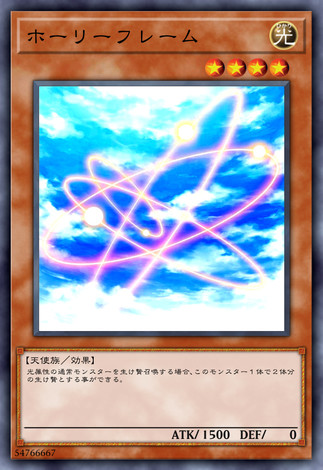 ホーリーフレーム
光
【天使族／効果】
光属性の通常モンスターを生け贄召喚する場合、このモンスター１体で２体分
の生け贄とする事ができる。
ATK/ 1500 DEF/ 0
54766667